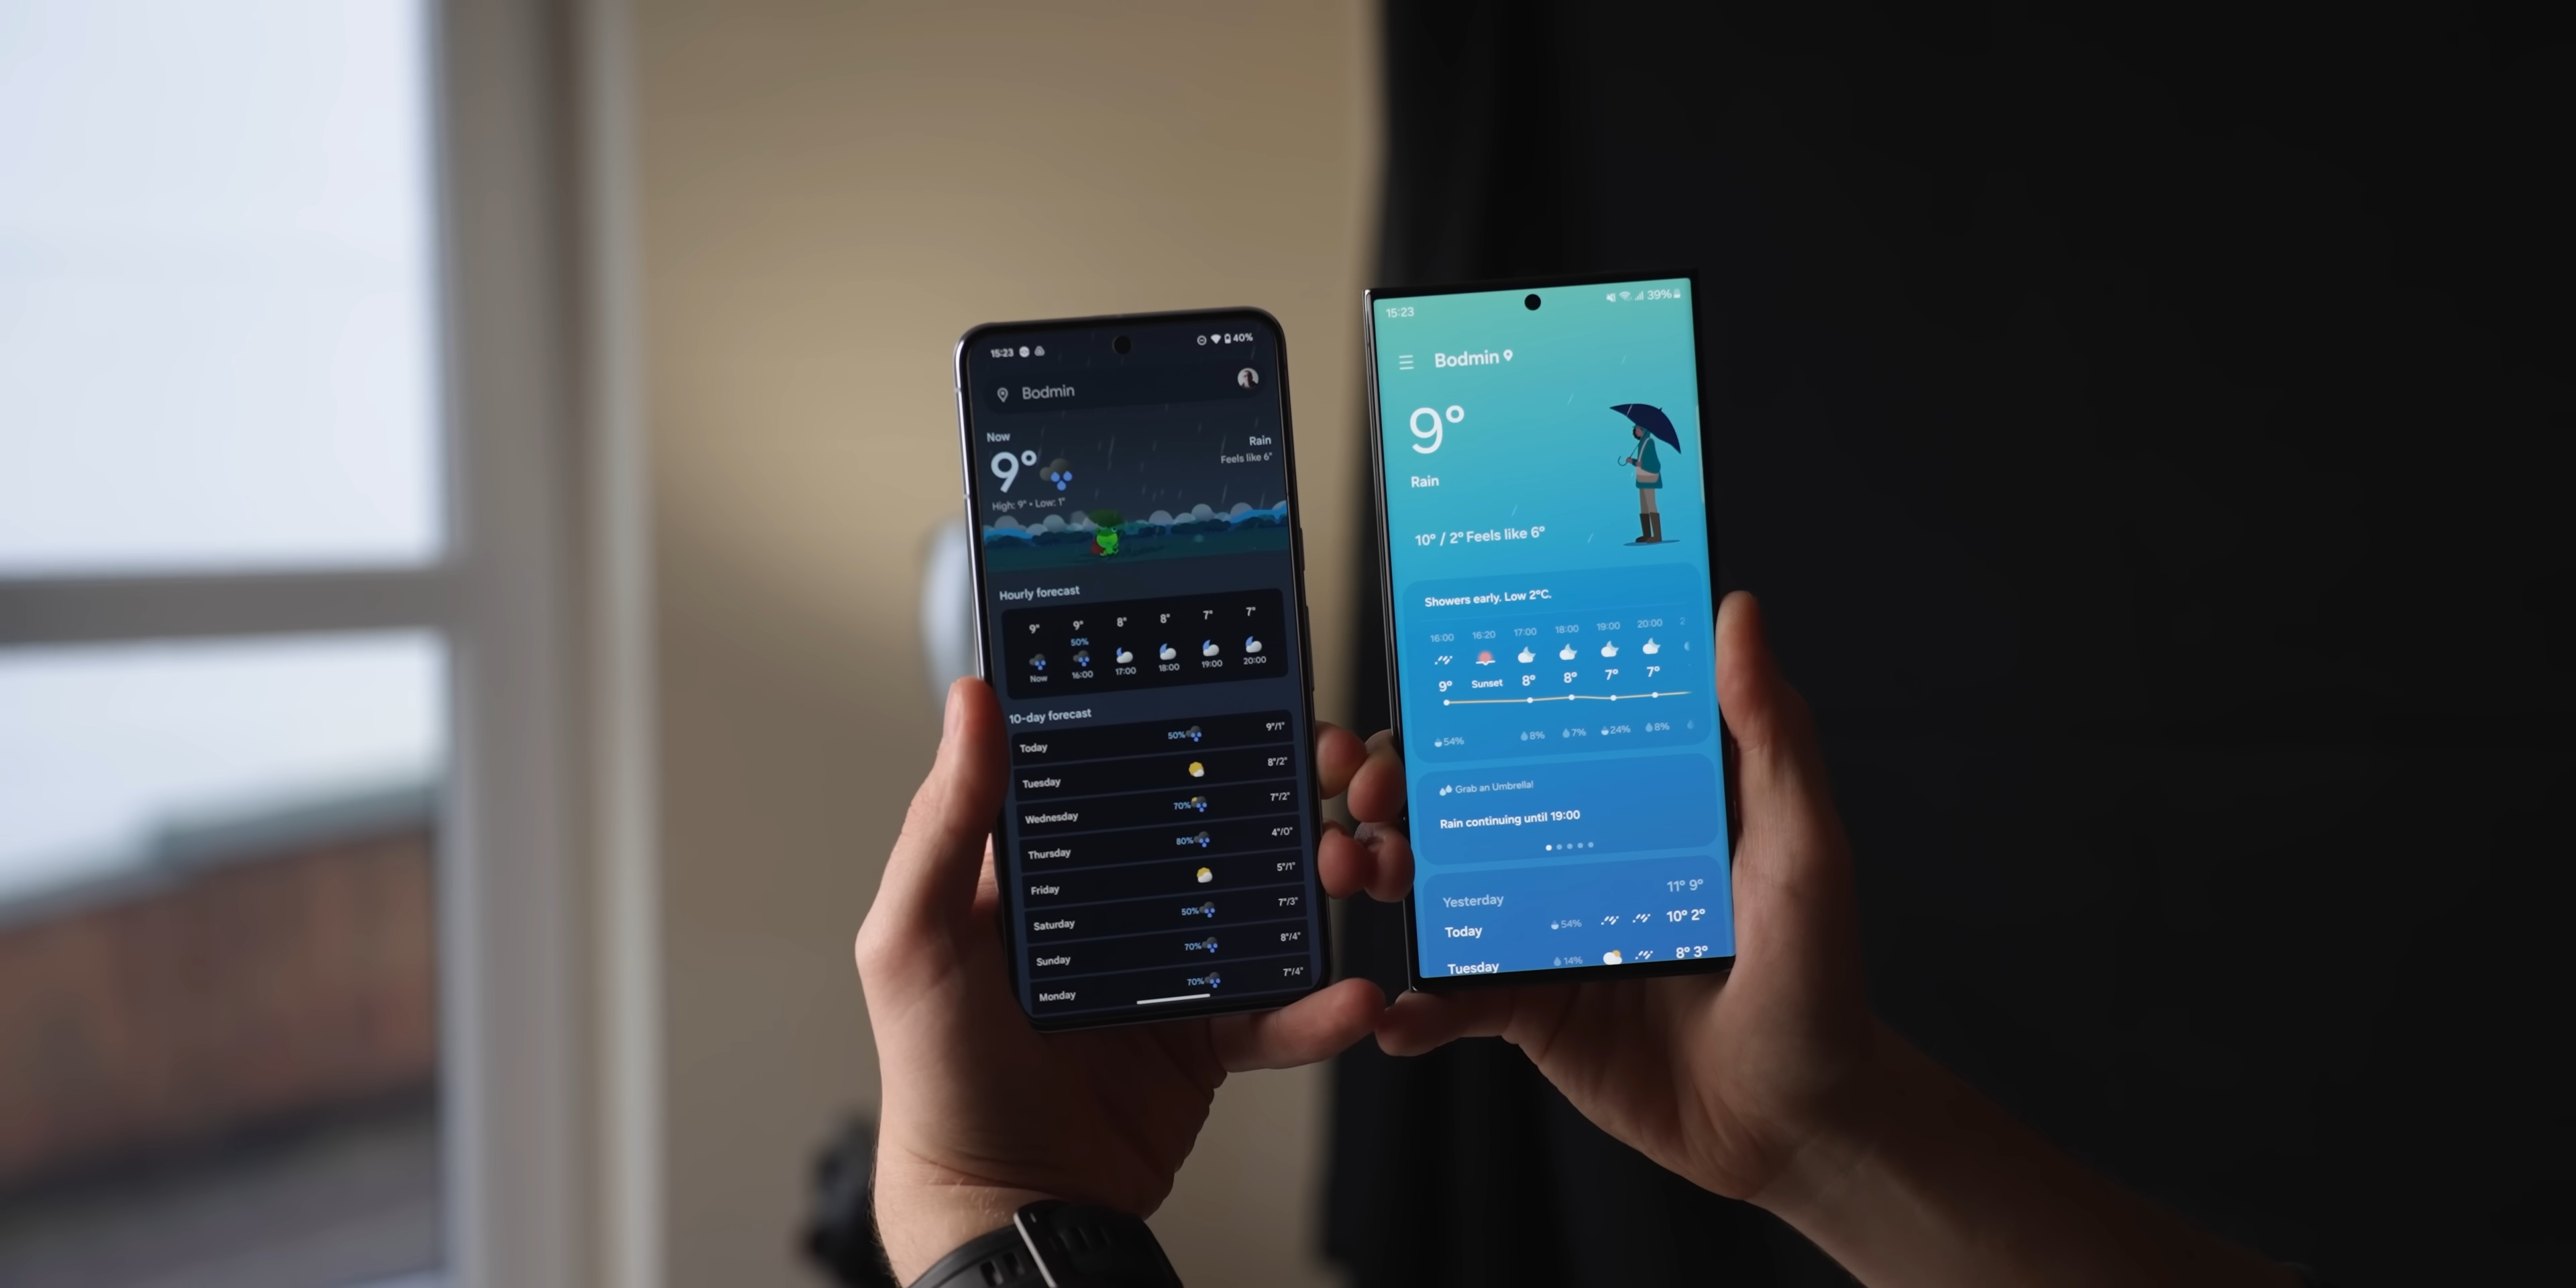 15:23 40%
Bodmin
Now
Rain
9°
Feels like 6°
High: 9° • Low: 1°
Hourly forecast
9° 9° 8° 8° 7° 7°
50%
Now 16:00 17:00 18:00 19:00 20:00
10-day forecast
Today 50% 9°/1°
Tuesday 8°/2°
Wednesday 70% 7°/2°
Thursday 80% 4°/0°
Friday 5°/1°
Saturday 50% 7°/3°
Sunday 70% 8°/4°
Monday 70% 7°/4°
15:23 39%
Bodmin
9°
Rain
10° / 2° Feels like 6°
Showers early. Low 2°C.
16:00 16:20 17:00 18:00 19:00 20:00
9° Sunset 8° 8° 7° 7°
54% 8% 7% 24% 8%
Grab an Umbrella!
Rain continuing until 19:00
Yesterday 11° 9°
Today 54% 10° 2°
Tuesday 14% 8° 3°